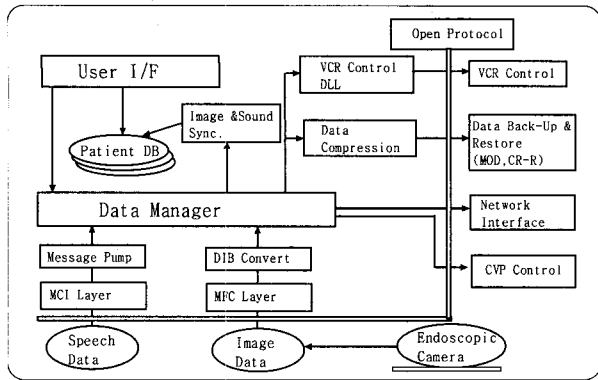 Open Protocol
User I/F
VCR Control
DLL
VCR Control
Image &Sound
Sync.
Patient DB
Data
Compression
Data Back-Up &
Restore
(MOD,CR-R)
Data Manager
Network
Interface
Message Pump
DIB Convert
CVP Control
MCI Layer
MFC Layer
Speech
Data
Image
Data
Endoscopic
Camera